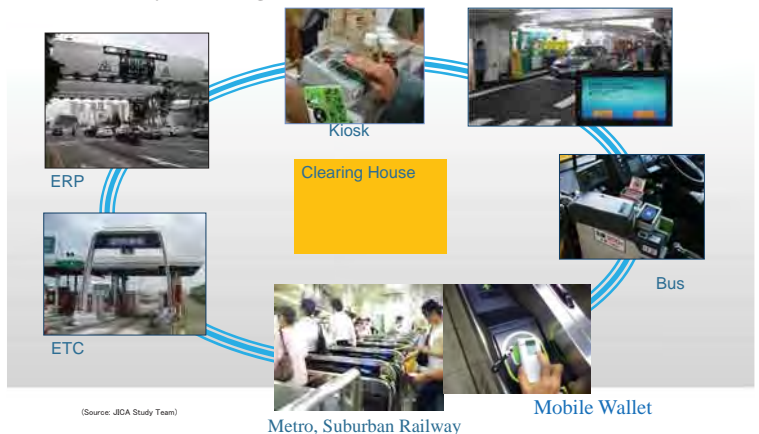 Kiosk
ERP
Clearing House
Bus
ETC
Mobile Wallet
(Source: JICA Study Team)
Metro, Suburban Railway